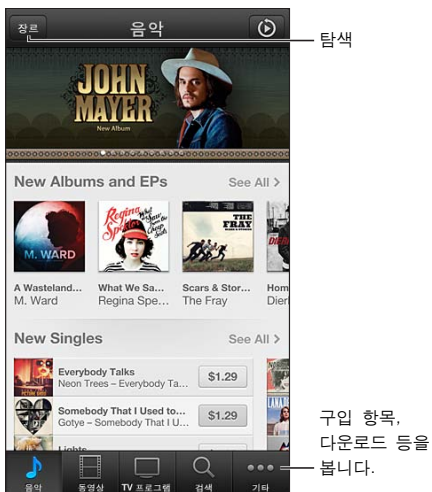 장르
음악
탐색
JOHN
MAYER
New Album
New Albums and EPs
See All >
M. WARD
Regina
THE
FRAY
A Wasteland...
What We Sa...
Scars & Stor...
Hom
M. Ward
Regina Spe...
The Fray
Dierl
New Singles
See All >
Everybody Talks
Neon Trees – Everybody Ta...
$1.29
Somebody That I Used to...
Gotye – Somebody That I U...
$1.29
Lights
구입 항목,
다운로드 등을
봅니다.
음악
동영상
TV 프로그램
검색
기타